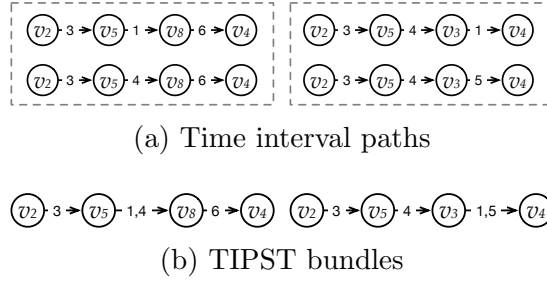 v2 3 v5 1 v8 6 v4
v2 3 v5 4 v8 6 v4
v2 3 v5 4 v3 1 v4
v2 3 v5 4 v3 5 v4
(a) Time interval paths
v2 3 v5 1,4 v8 6 v4
v2 3 v5 4 v3 1,5 v4
(b) TIPST bundles